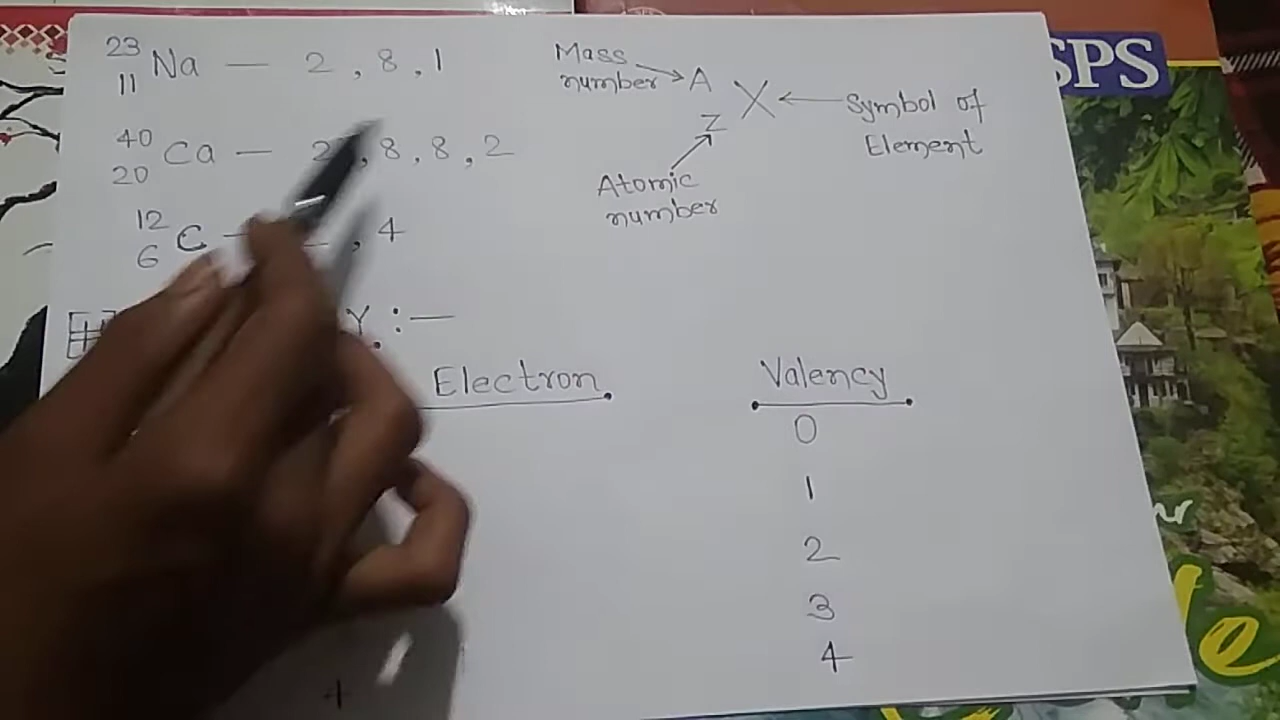 23
11 Na — 2 , 8 , 1
40
20 Ca — 2 , 8 , 8 , 2
12
6 C — , 4
Mass number → A
Z
X ← Symbol of Element
Atomic number
Y :—
Electron
Valency
0
1
2
3
4
SPS